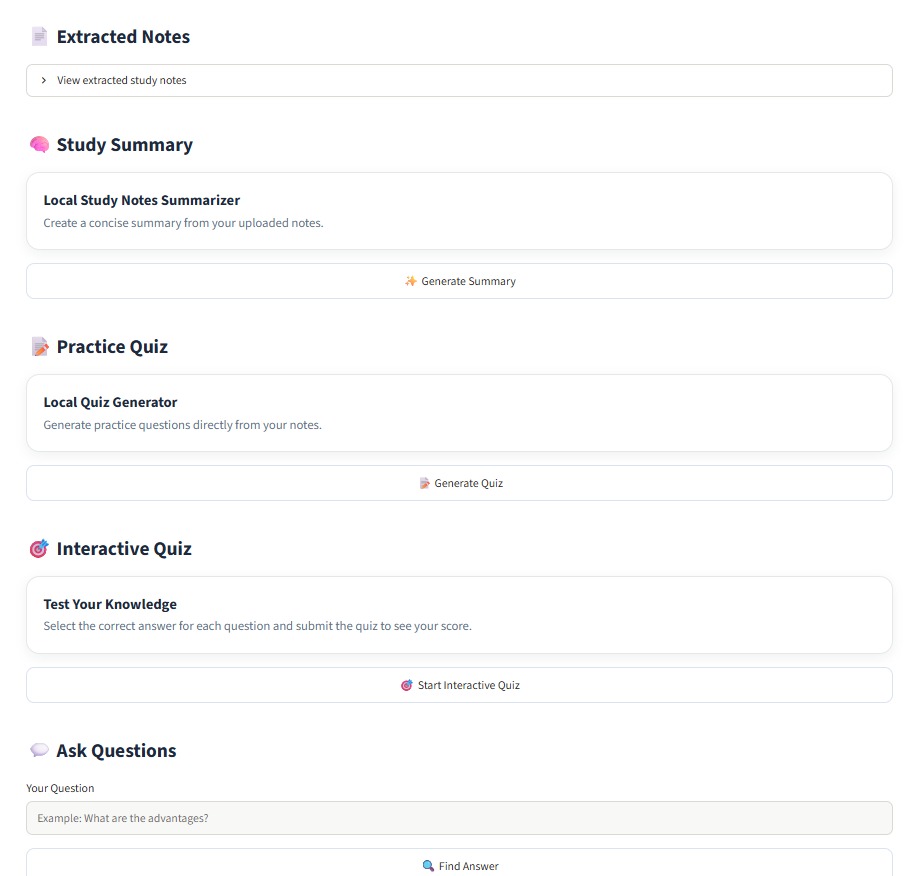 Extracted Notes
View extracted study notes
Study Summary
Local Study Notes Summarizer
Create a concise summary from your uploaded notes.
Generate Summary
Practice Quiz
Local Quiz Generator
Generate practice questions directly from your notes.
Generate Quiz
Interactive Quiz
Test Your Knowledge
Select the correct answer for each question and submit the quiz to see your score.
Start Interactive Quiz
Ask Questions
Your Question
Example: What are the advantages?
Find Answer